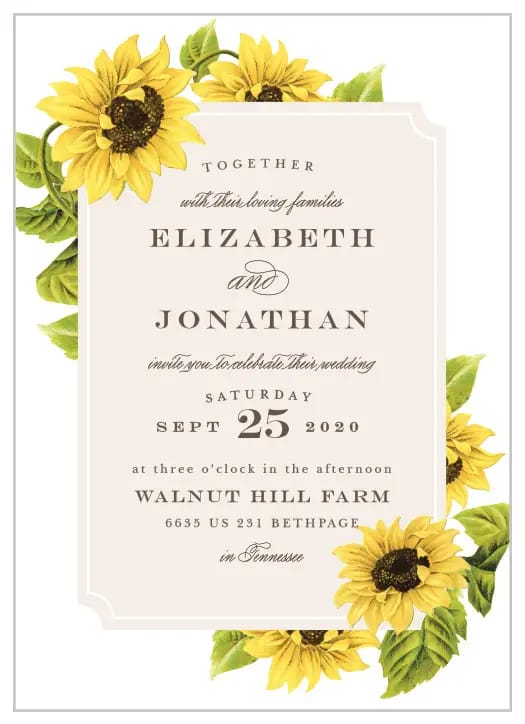 TOGETHER
with their loving families
ELIZABETH
and
JONATHAN
invite you to celebrate their wedding
SATURDAY
SEPT 25 2020
at three o'clock in the afternoon
WALNUT HILL FARM
6635 US 231 BETHPAGE
in Tennessee